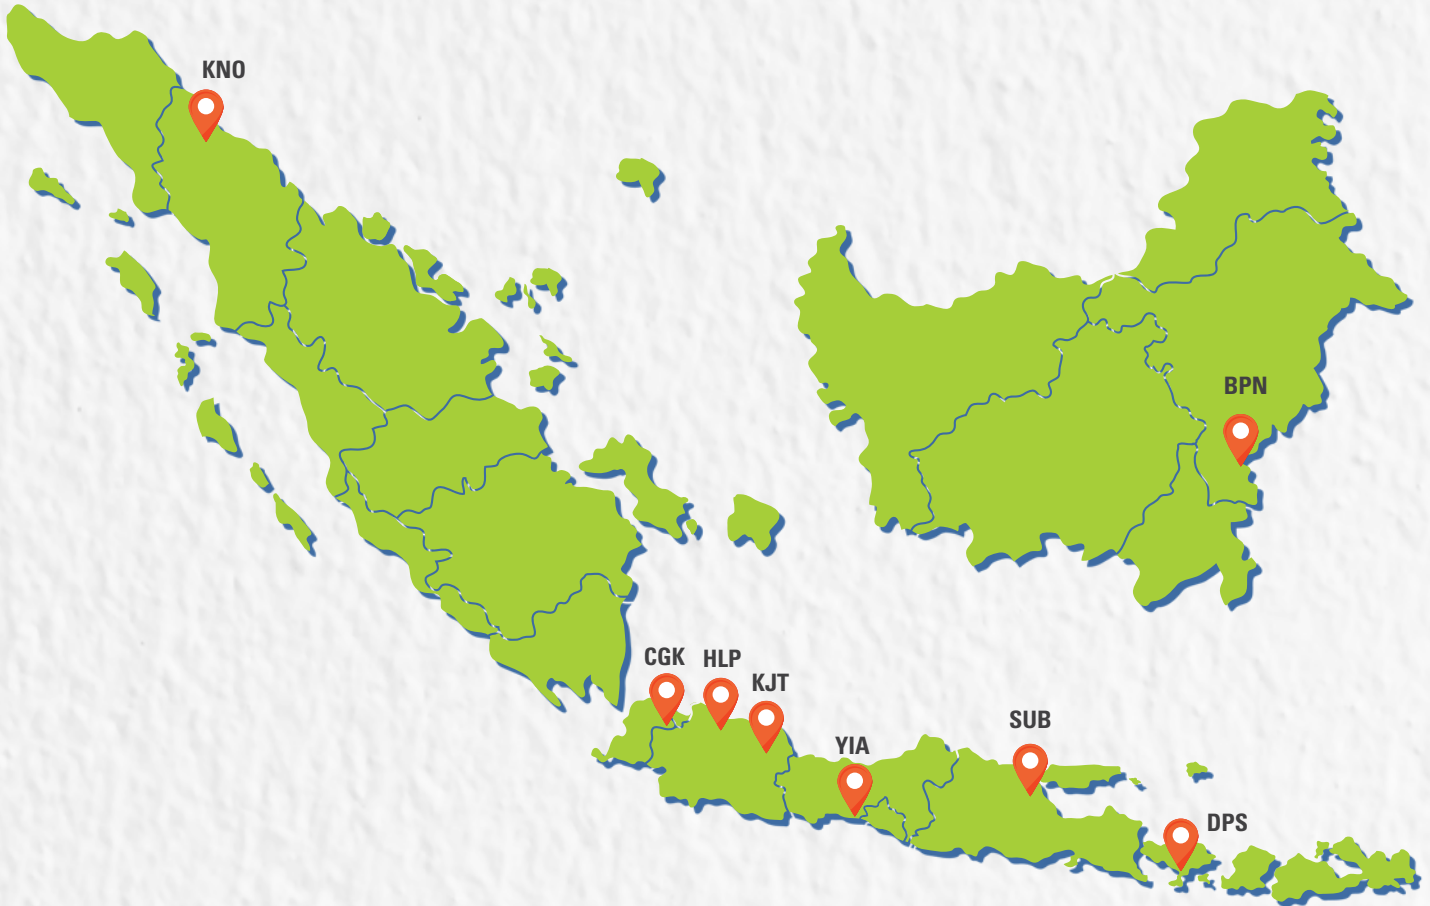 KNO
BPN
CGK
HLP
KJT
YIA
SUB
DPS